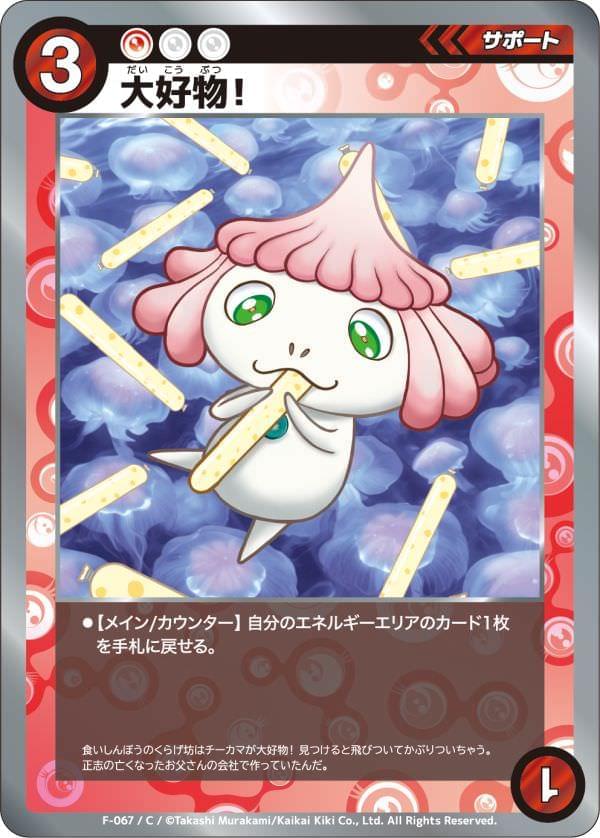 3
サポート
だいこうぶつ
大好物！
●【メイン/カウンター】自分のエネルギーエリアのカード1枚
を手札に戻せる。
食いしんぼうのくらげ坊はチーカマが大好物！見つけると飛びついてかぶりついちゃう。
正志の亡くなったお父さんの会社で作っていたんだ。
1
F-067 / C / ©Takashi Murakami/Kaikai Kiki Co., Ltd. All Rights Reserved.